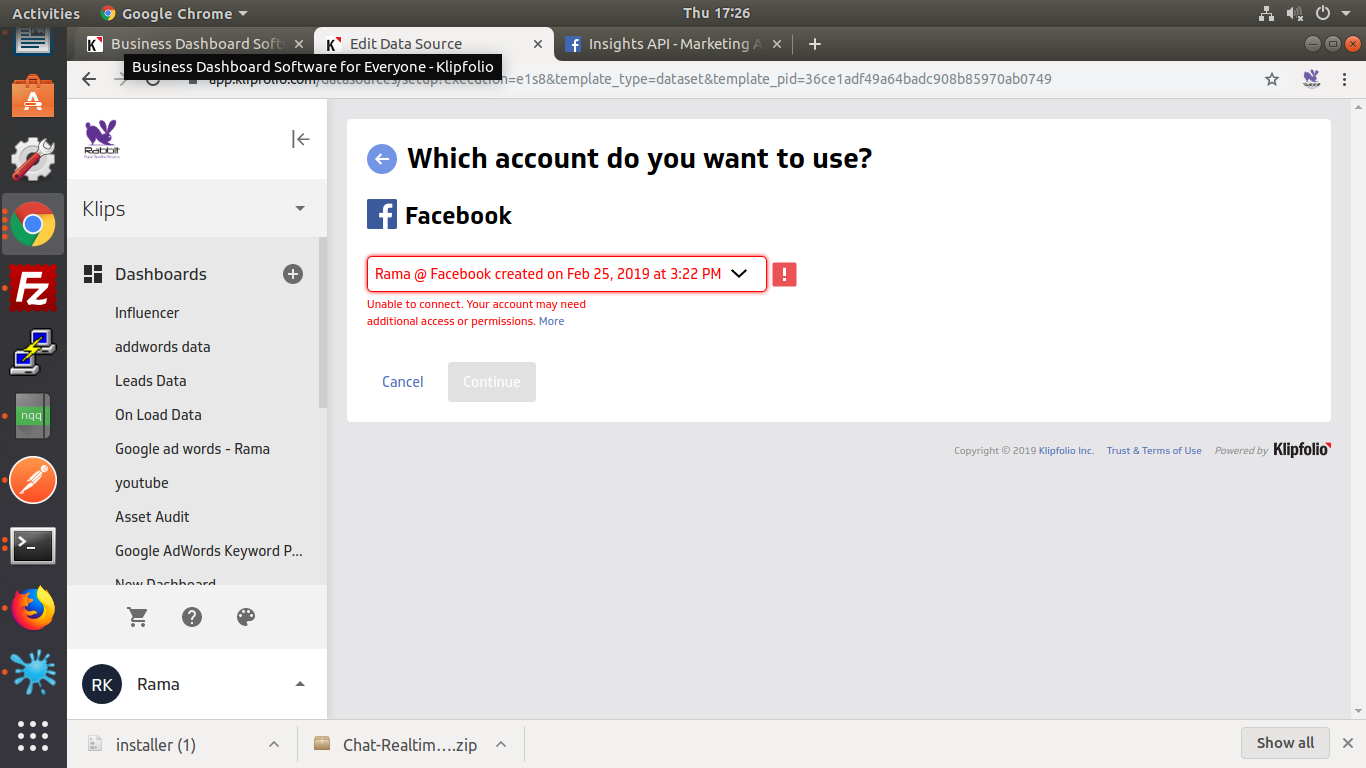 Activities
Google Chrome
Thu 17:26
Business Dashboard Soft
Edit Data Source
Insights API - Marketing A
Business Dashboard Software for Everyone - Klipfolio
app.klipfolio.com/datasources/setup?execution=e1s8&template_type=dataset&template_pid=36ce1adf49a64badc908b85970ab0749
Rabbit
Klips
Dashboards
Influencer
addwords data
Leads Data
On Load Data
Google ad words - Rama
youtube
Asset Audit
Google AdWords Keyword P...
New Dashboard
RK
Rama
Which account do you want to use?
Facebook
Rama @ Facebook created on Feb 25, 2019 at 3:22 PM
!
Unable to connect. Your account may need
additional access or permissions. More
Cancel
Continue
Copyright © 2019 Klipfolio Inc. Trust & Terms of Use Powered by Klipfolio
Fz
nqq
installer (1)
Chat-Realtim....zip
Show all